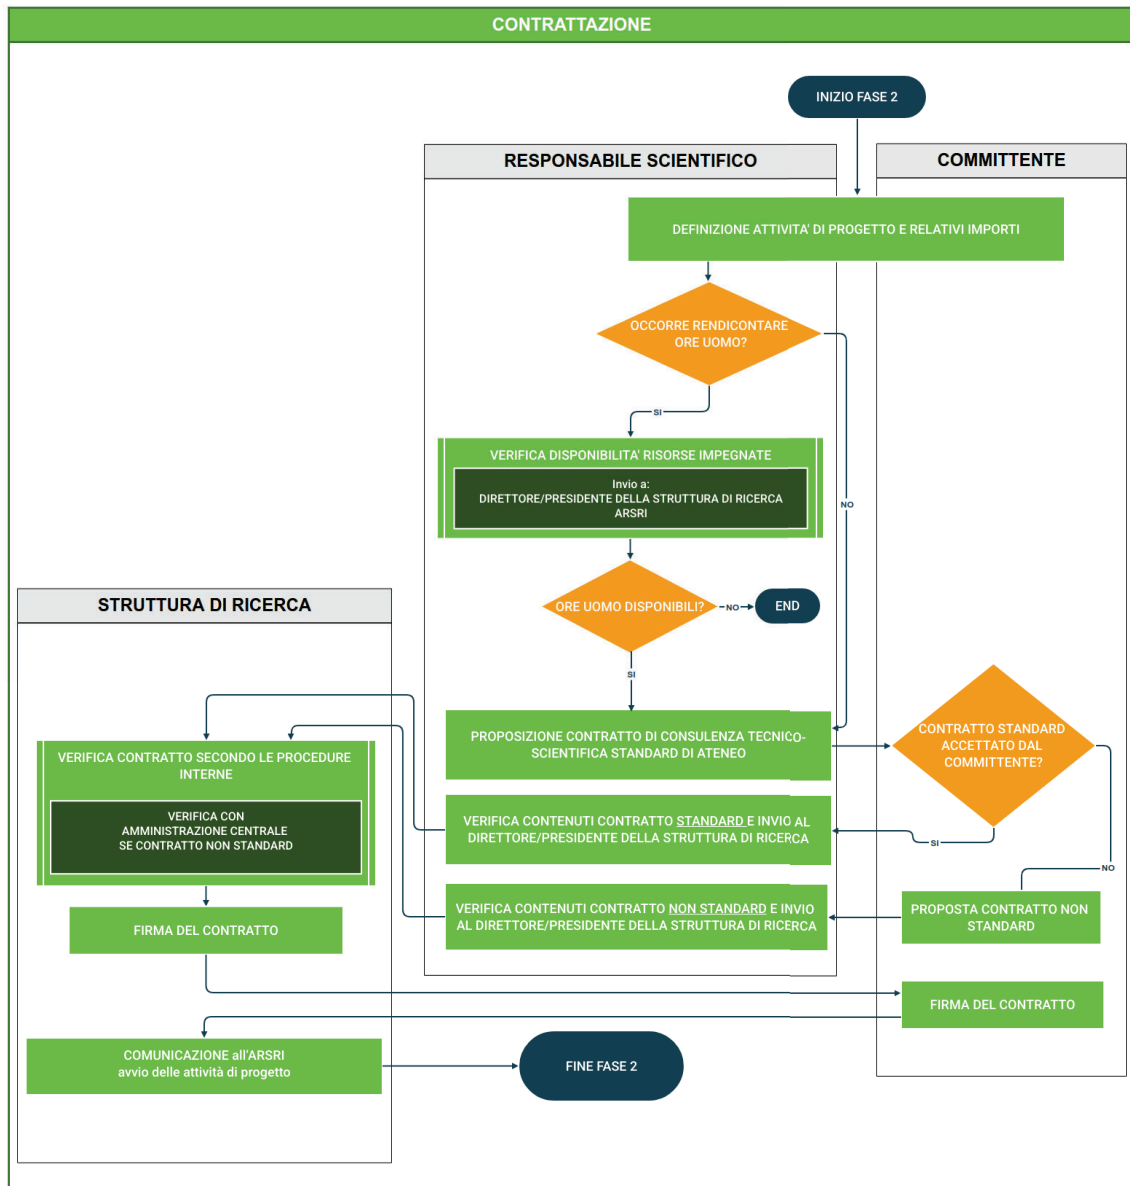 CONTRATTAZIONE
INIZIO FASE 2
RESPONSABILE SCIENTIFICO
COMMITTENTE
DEFINIZIONE ATTIVITA' DI PROGETTO E RELATIVI IMPORTI
OCCORRE RENDICONTARE
ORE UOMO?
SI
NO
VERIFICA DISPONIBILITA' RISORSE IMPEGNATE
Invio a:
DIRETTORE/PRESIDENTE DELLA STRUTTURA DI RICERCA
ARSRI
ORE UOMO DISPONIBILI?
NO
END
SI
STRUTTURA DI RICERCA
PROPOSIZIONE CONTRATTO DI CONSULENZA TECNICO-
SCIENTIFICA STANDARD DI ATENEO
CONTRATTO STANDARD
ACCETTATO DAL
COMMITTENTE?
VERIFICA CONTRATTO SECONDO LE PROCEDURE
INTERNE
VERIFICA CON
AMMINISTRAZIONE CENTRALE
SE CONTRATTO NON STANDARD
VERIFICA CONTENUTI CONTRATTO STANDARD E INVIO AL
DIRETTORE/PRESIDENTE DELLA STRUTTURA DI RICERCA
SI
NO
VERIFICA CONTENUTI CONTRATTO NON STANDARD E INVIO
AL DIRETTORE/PRESIDENTE DELLA STRUTTURA DI RICERCA
PROPOSTA CONTRATTO NON
STANDARD
FIRMA DEL CONTRATTO
FIRMA DEL CONTRATTO
COMUNICAZIONE all'ARSRI
avvio delle attività di progetto
FINE FASE 2